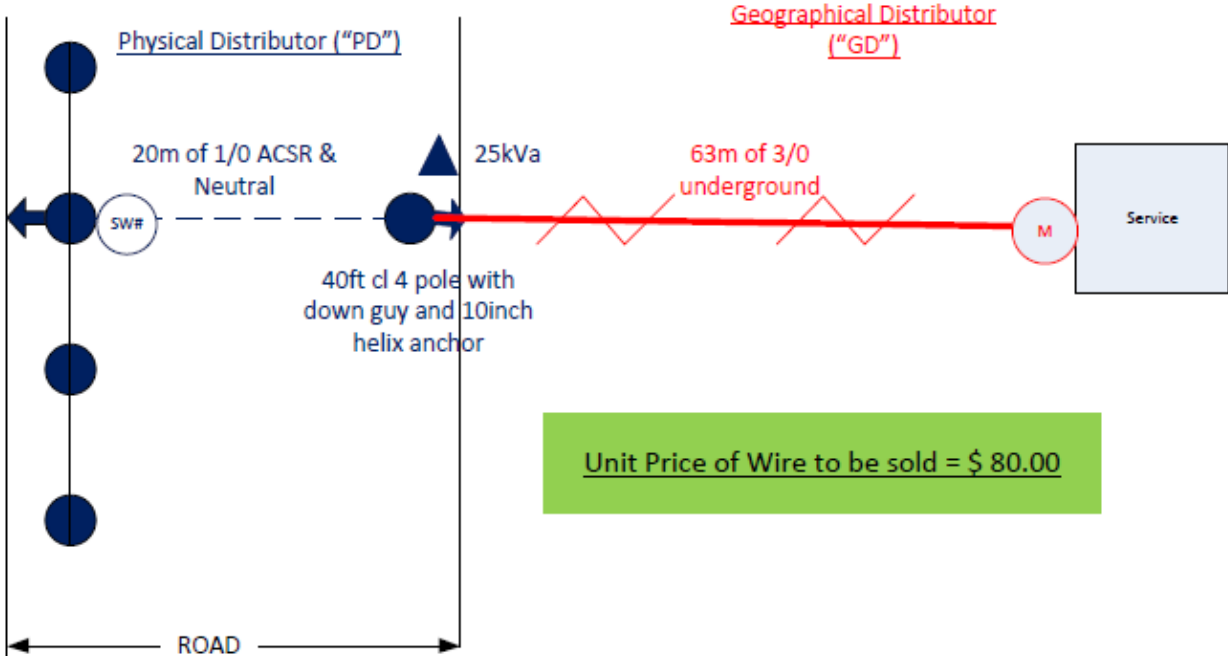 Physical Distributor (“PD”)
Geographical Distributor
(“GD”)
20m of 1/0 ACSR &
Neutral
25kVa
63m of 3/0
underground
SW#
M
Service
40ft cl 4 pole with
down guy and 10inch
helix anchor
Unit Price of Wire to be sold = $ 80.00
ROAD